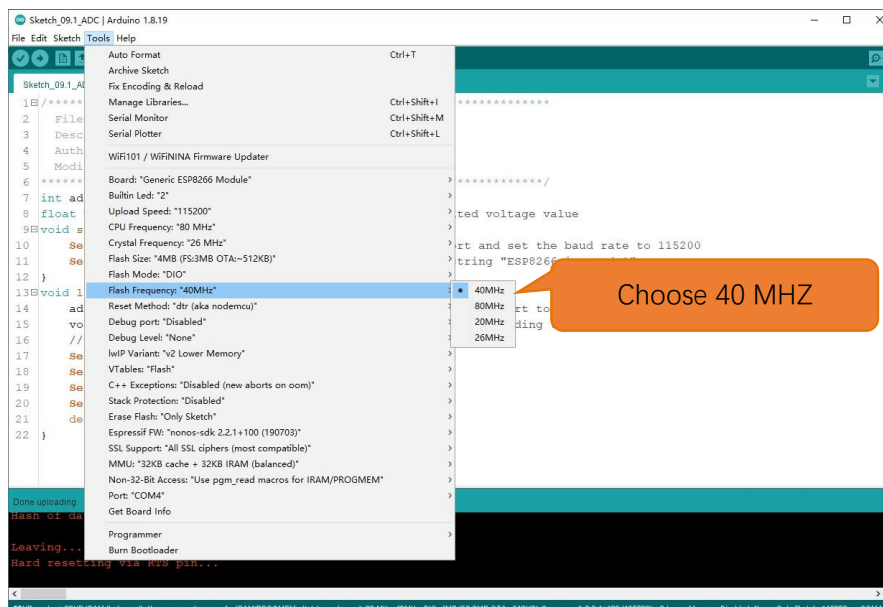 Sketch_09.1_ADC | Arduino 1.8.19
File Edit Sketch Tools Help
Sketch_09.1_AD
Auto Format Ctrl+T
Archive Sketch
Fix Encoding & Reload
Manage Libraries... Ctrl+Shift+I
Serial Monitor Ctrl+Shift+M
Serial Plotter Ctrl+Shift+L
WiFi101 / WiFiNINA Firmware Updater
Board: "Generic ESP8266 Module"
Builtin Led: "2"
Upload Speed: "115200"
CPU Frequency: "80 MHz"
Crystal Frequency: "26 MHz"
Flash Size: "4MB (FS:3MB OTA:~512KB)"
Flash Mode: "DIO"
Flash Frequency: "40MHz"
Reset Method: "dtr (aka nodemcu)"
Debug port: "Disabled"
Debug Level: "None"
lwIP Variant: "v2 Lower Memory"
VTables: "Flash"
C++ Exceptions: "Disabled (new aborts on oom)"
Stack Protection: "Disabled"
Erase Flash: "Only Sketch"
Espressif FW: "nonos-sdk 2.2.1+100 (190703)"
SSL Support: "All SSL ciphers (most compatible)"
MMU: "32KB cache + 32KB IRAM (balanced)"
Non-32-Bit Access: "Use pgm_read macros for IRAM/PROGMEM"
Port: "COM4"
Get Board Info
Programmer
Burn Bootloader
40MHz
80MHz
20MHz
26MHz
Choose 40 MHZ
1 /***** *************
2 File
3 Desc
4 Auth
5 Modi
6 ****** ************/
7 int ad
8 float ted voltage value
9 void s
10 Se rt and set the baud rate to 115200
11 Se tring "ESP8266
12 }
13 void l
14 ad rt to
15 vo ding
16 //
17 Se
18 Se
19 Se
20 Se
21 de
22 }
Done uploading.
Hash of da
Leaving...
Hard resetting via RTS pin...